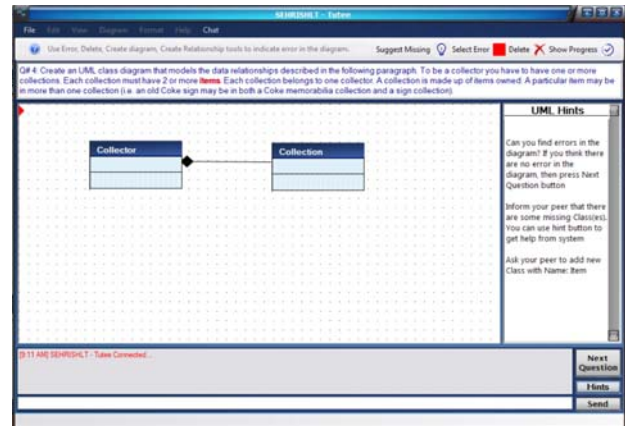 SEHRISHLT - Tutee
File Edit View Diagram Format Help Chat
Use Error, Delete, Create diagram, Create Relationship tools to indicate error in the diagram. Suggest Missing Select Error Delete Show Progress
Q# 4: Create an UML class diagram that models the data relationships described in the following paragraph. To be a collector you have to have one or more
collections. Each collection must have 2 or more items. Each collection belongs to one collector. A collection is made up of items owned. A particular item may be
in more than one collection (i.e. an old Coke sign may be in both a Coke memorabilia collection and a sign collection).
UML Hints
Collector
Collection
Can you find errors in the
diagram? If you think there
are no error in the
diagram, then press Next
Question button
Inform your peer that there
are some missing Class(es).
You can use hint button to
get help from system
Ask your peer to add new
Class with Name: Item
[9:11 AM] SEHRISHLT - Tutee Connected...
Next
Question
Hints
Send